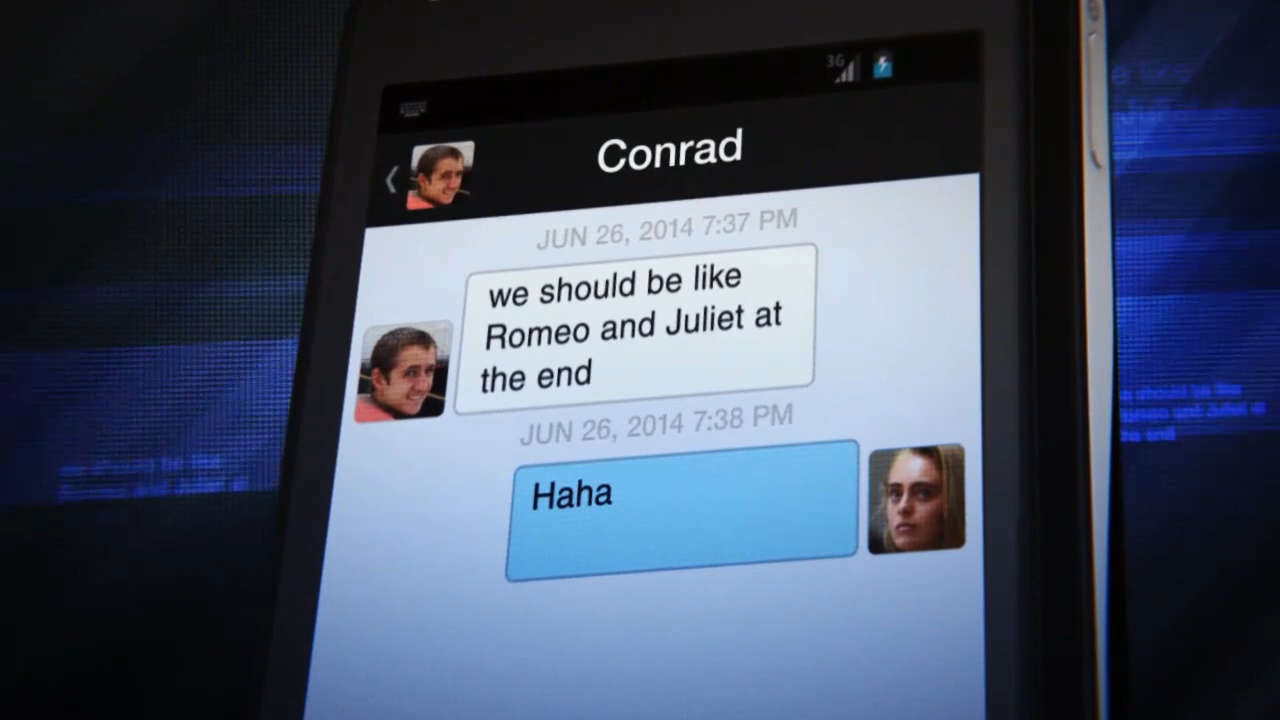 3G
Conrad
JUN 26, 2014 7:37 PM
we should be like
Romeo and Juliet at
the end
JUN 26, 2014 7:38 PM
Haha